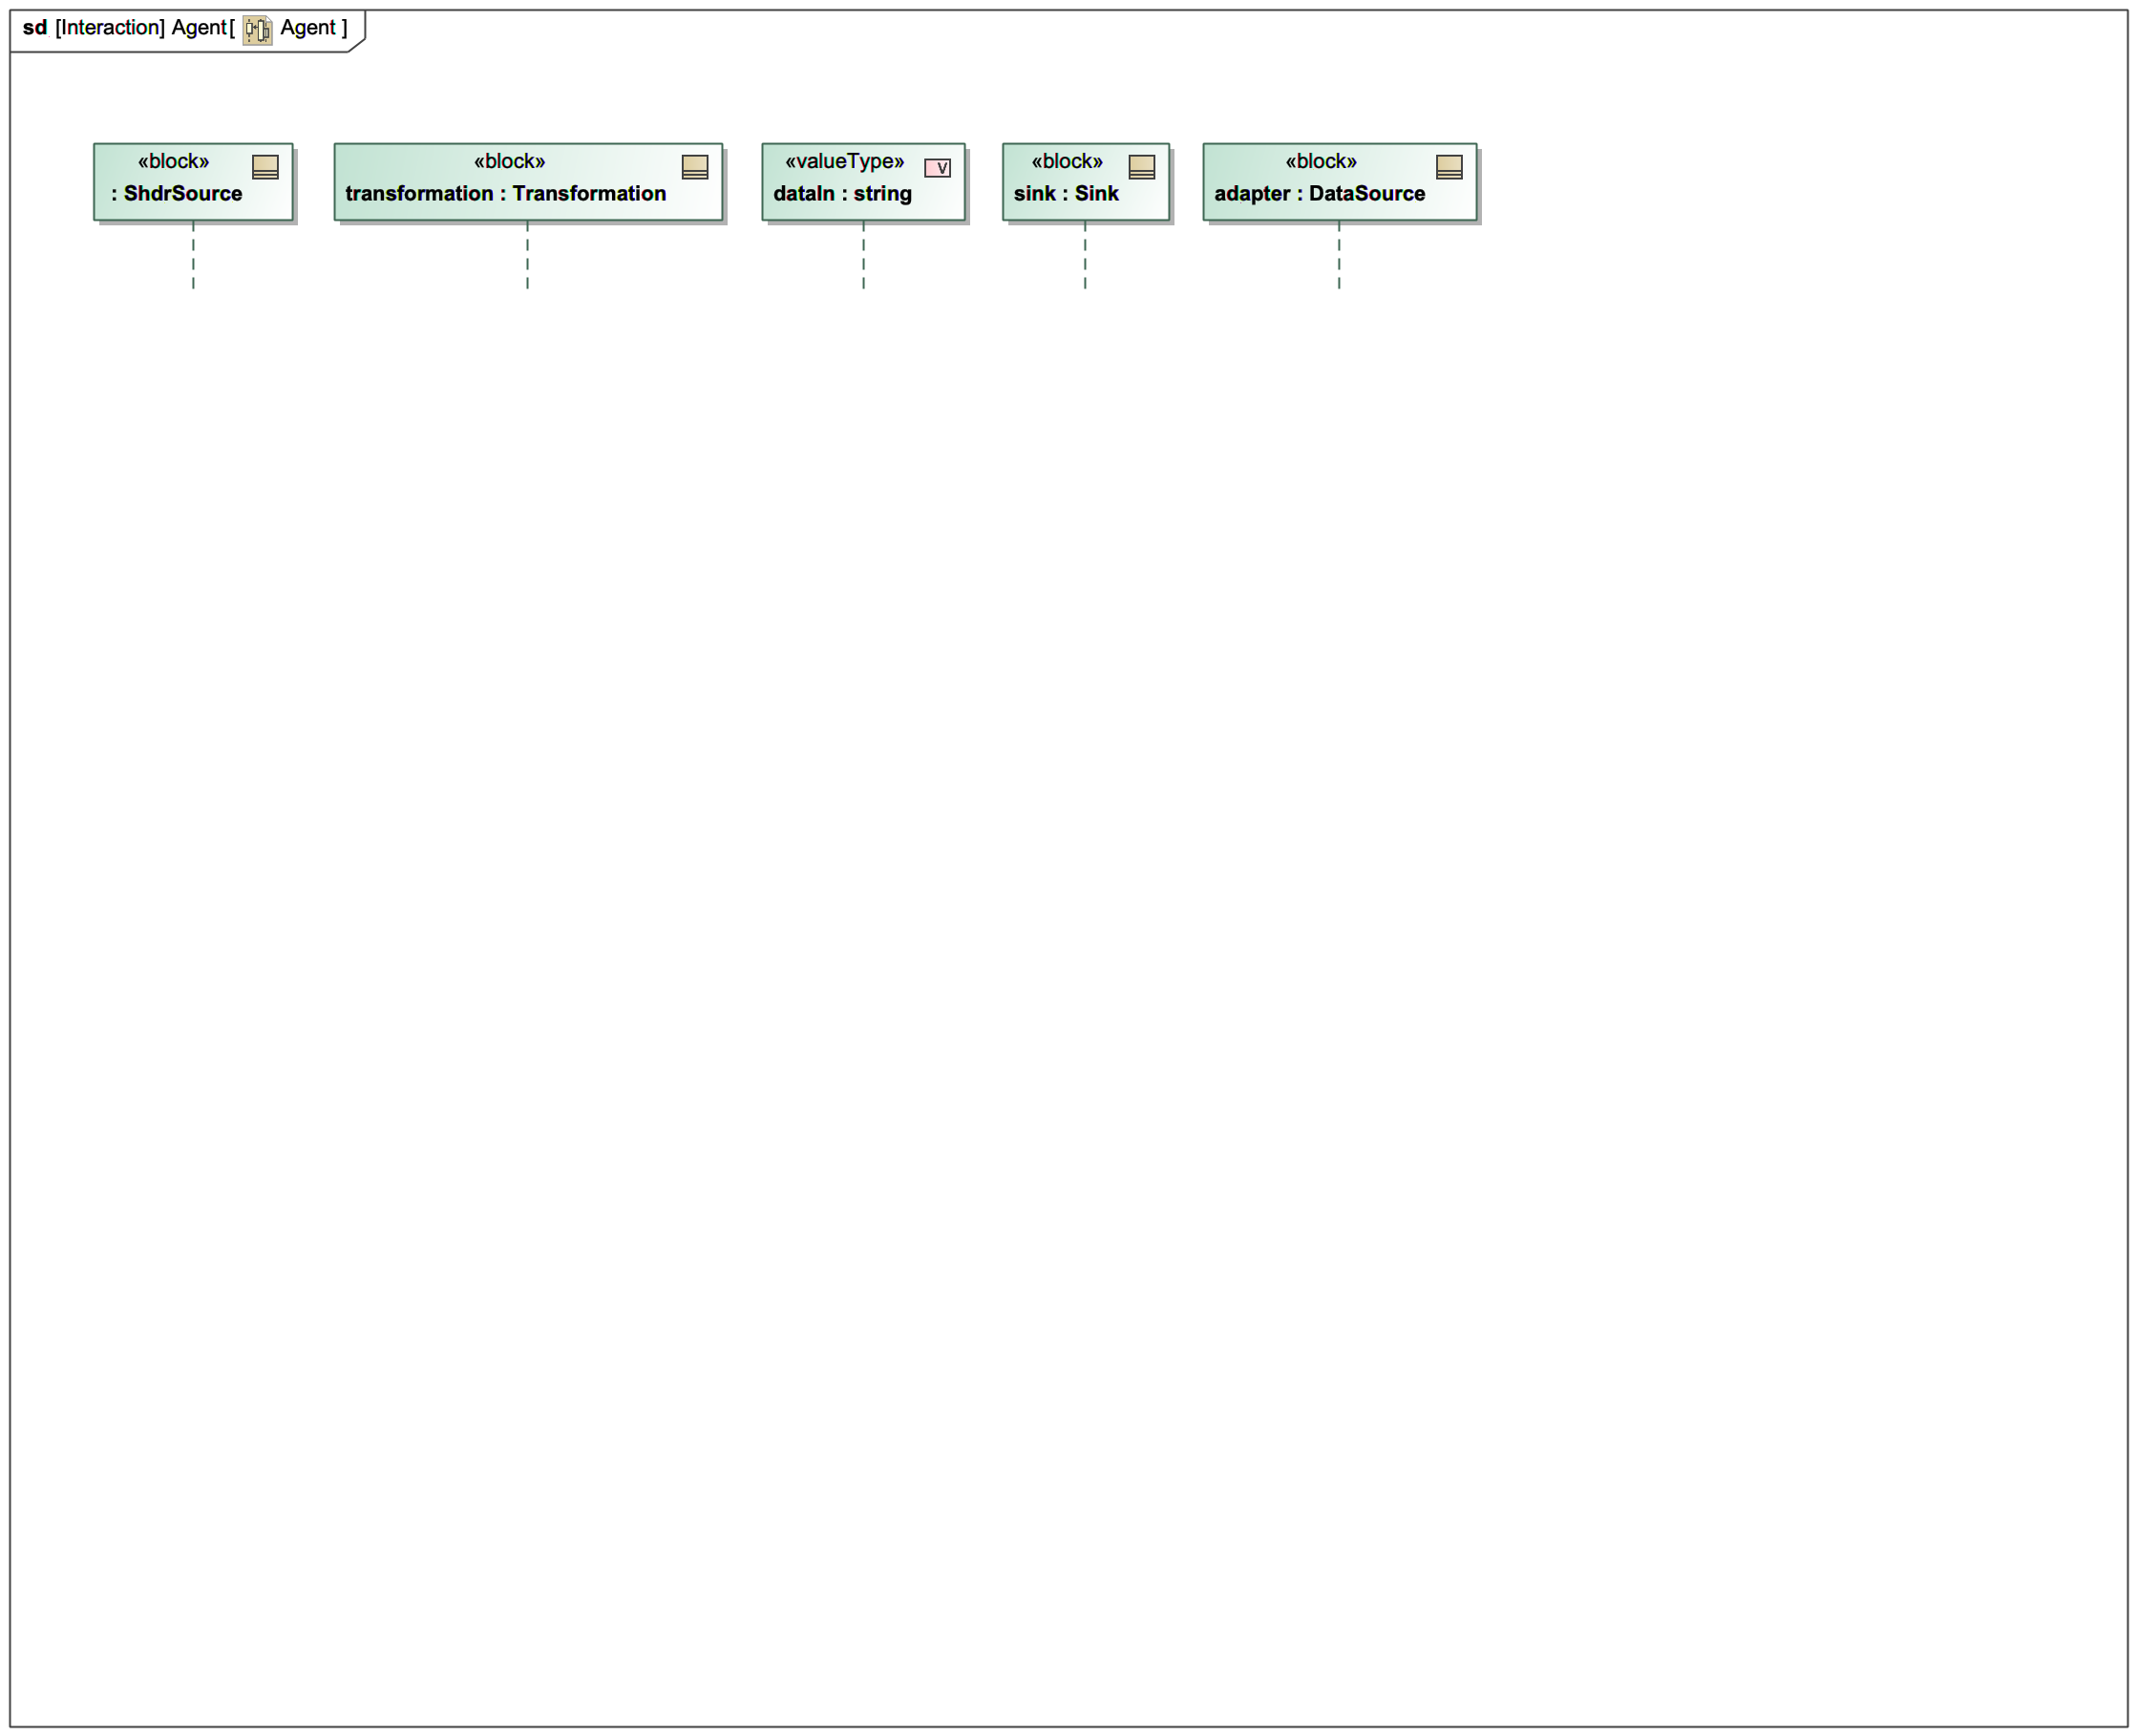 sd [Interaction] Agent[ Agent ]
«block»
: ShdrSource
«block»
transformation : Transformation
«valueType»
V
dataIn : string
«block»
sink : Sink
«block»
adapter : DataSource